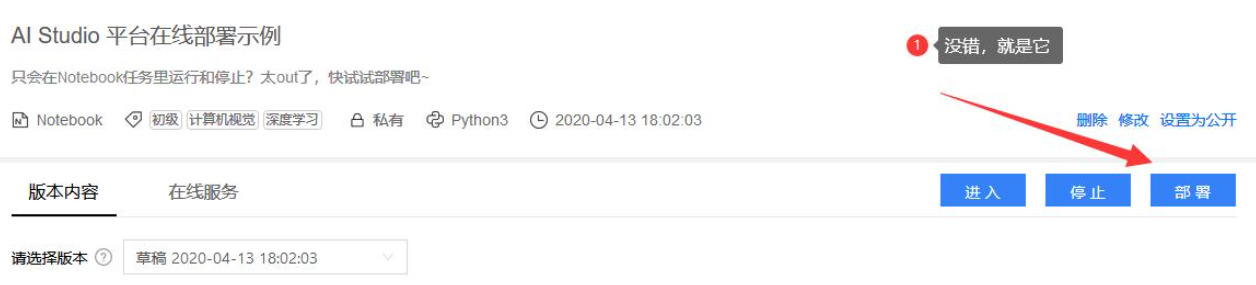 AI Studio 平台在线部署示例
1 没错，就是它
只会在Notebook任务里运行和停止？太out了，快试试部署吧~
Notebook 初级 计算机视觉 深度学习 私有 Python3 2020-04-13 18:02:03
删除 修改 设置为公开
版本内容 在线服务 进入 停止 部署
请选择版本 ? 草稿 2020-04-13 18:02:03